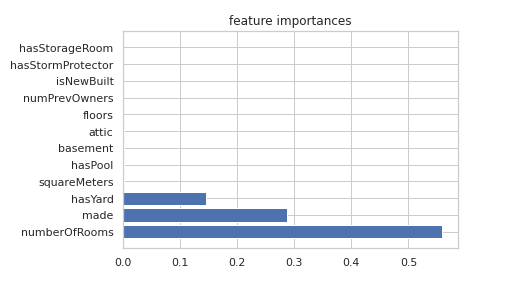 feature importances
hasStorageRoom
hasStormProtector
isNewBuilt
numPrevOwners
floors
attic
basement
hasPool
squareMeters
hasYard
made
numberOfRooms
0.0 0.1 0.2 0.3 0.4 0.5